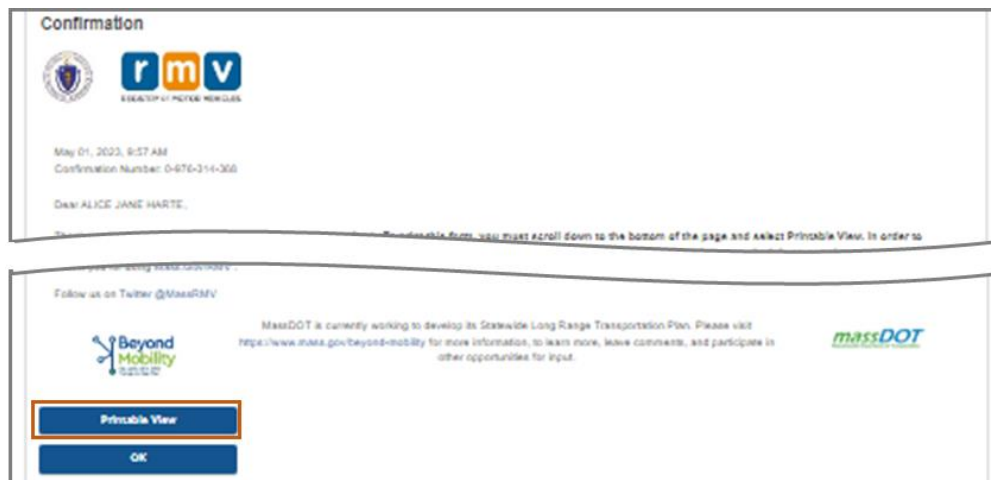 Confirmation
rmv
REGISTRY OF MOTOR VEHICLES
May 01, 2023, 9:57 AM
Confirmation Number: 0-976-314-368
Dear ALICE JANE HARTE,
you must scroll down to the bottom of the page and select Printable View. In order to
Follow us on Twitter @MassRMV
Beyond
Mobility
MassDOT is currently working to develop its Statewide Long Range Transportation Plan. Please visit
https://www.mass.gov/beyond-mobility for more information, to learn more, leave comments, and participate in
other opportunities for input.
massDOT
Printable View
OK